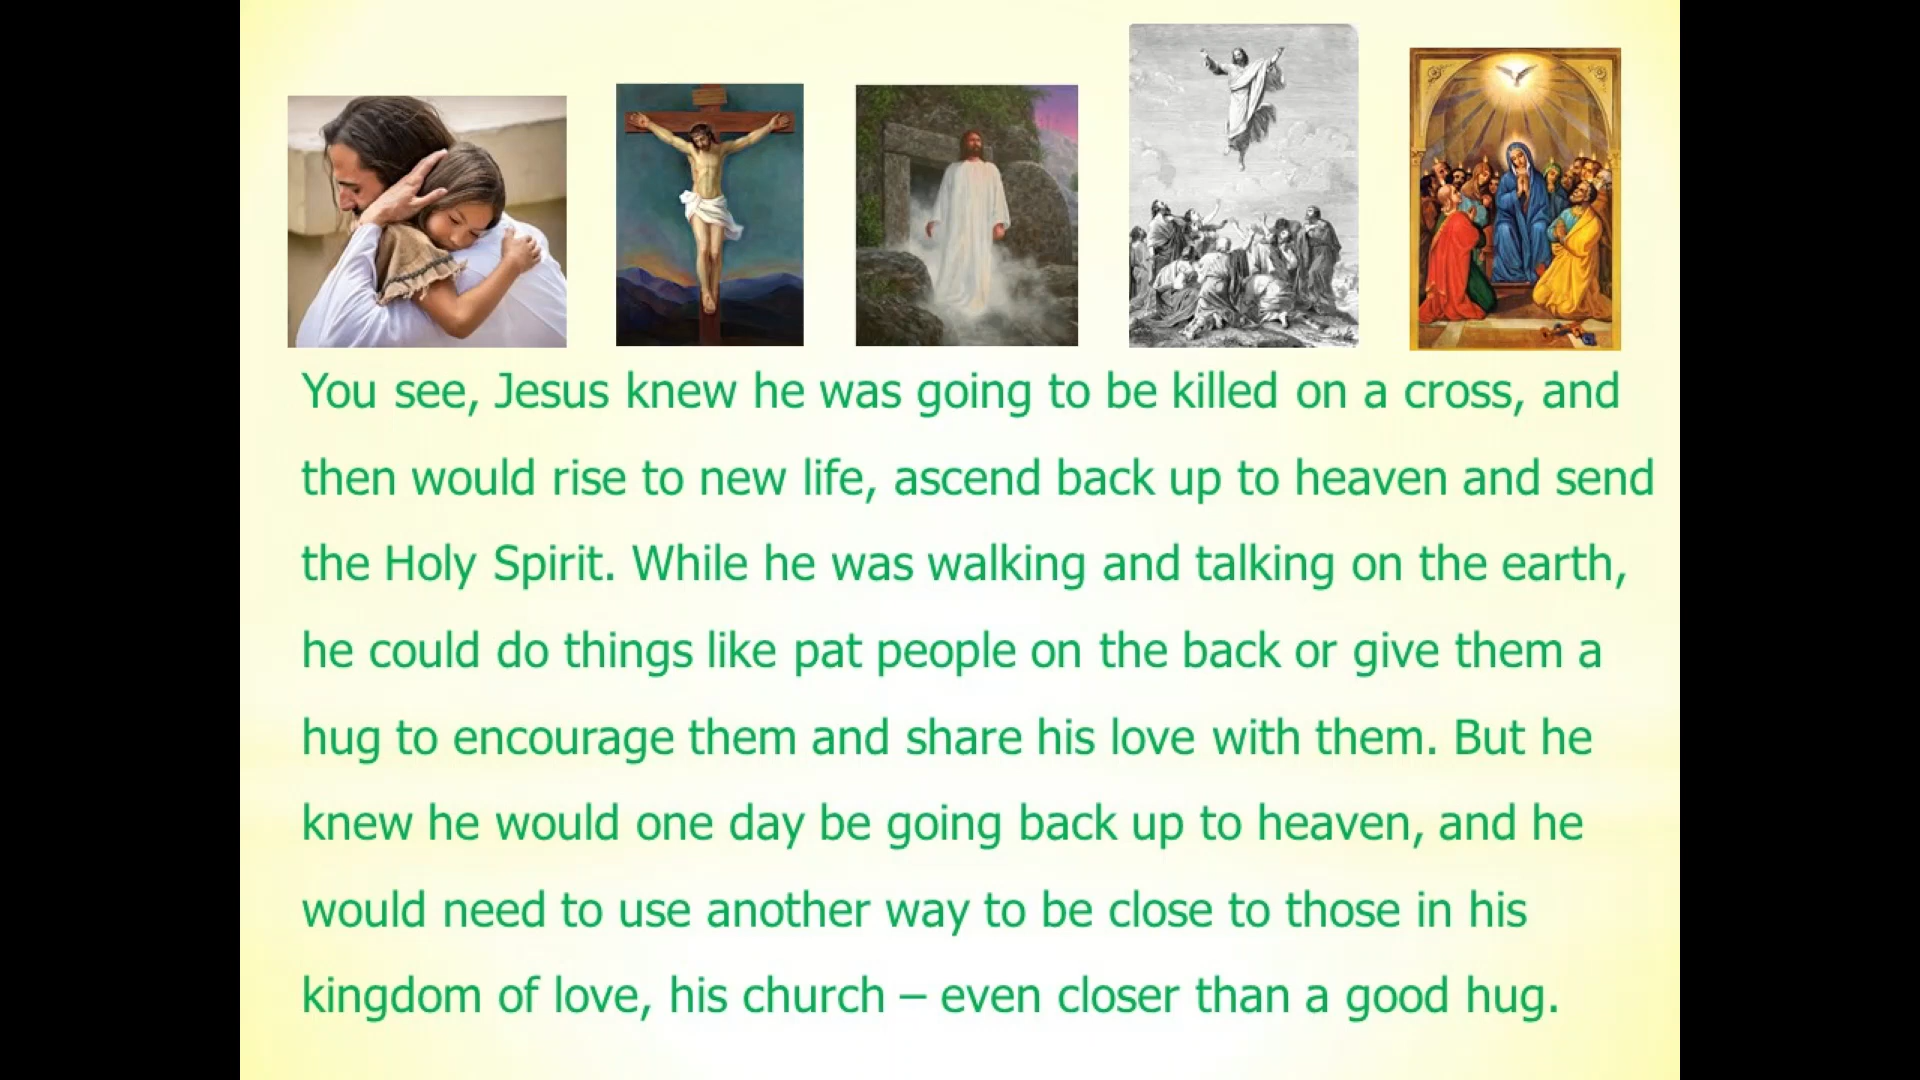 You see, Jesus knew he was going to be killed on a cross, and
then would rise to new life, ascend back up to heaven and send
the Holy Spirit. While he was walking and talking on the earth,
he could do things like pat people on the back or give them a
hug to encourage them and share his love with them. But he
knew he would one day be going back up to heaven, and he
would need to use another way to be close to those in his
kingdom of love, his church – even closer than a good hug.